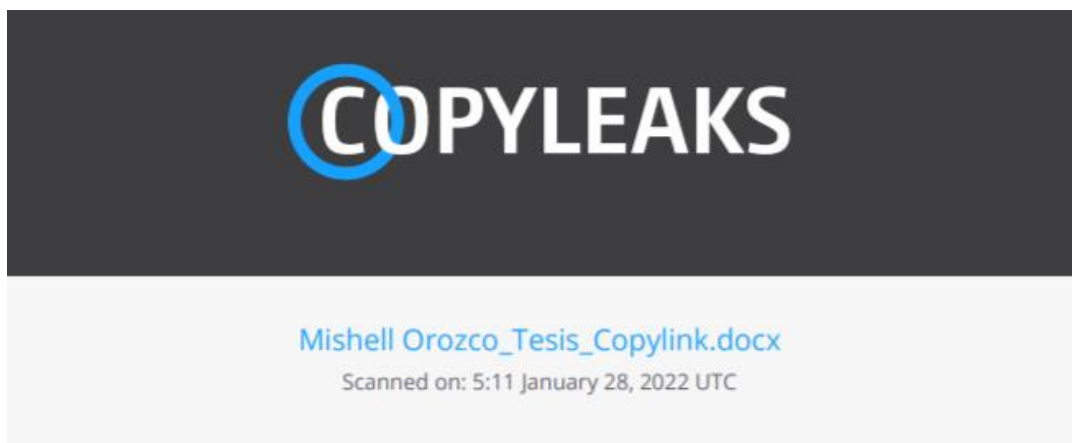 COPYLEAKS
Mishell Orozco_Tesis_Copylink.docx
Scanned on: 5:11 January 28, 2022 UTC